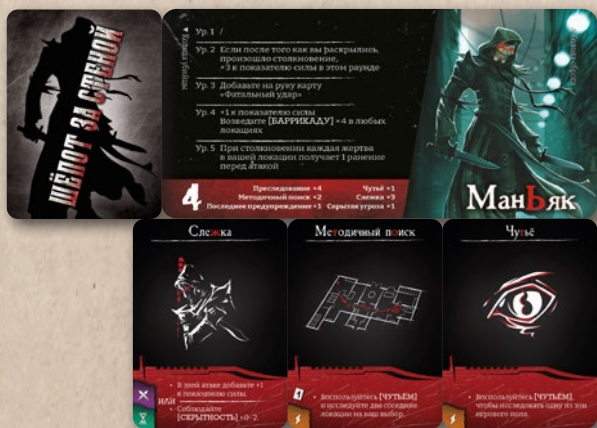 ШЁПОТ ЗА СТЕНОЙ
Ур. 1 /
Ур. 2 Если после того как вы раскрылись,
произошло столкновение,
+3 к показателю силы в этом раунде
Ур. 3 Добавьте на руку карту
«Фатальный удар»
Ур. 4 +1 к показателю силы
Возведите [БАРРИКАДУ] ×4 в любых
локациях
Ур. 5 При столкновении каждая жертва
в вашей локации получает 1 ранение
перед атакой
4
Преследование ×4 Чутьё ×1
Методичный поиск ×2 Слежка ×3
Последнее предупреждение ×1 Скрытая угроза ×1
МанЬяк
Слежка
• В этой атаке добавьте +1
к показателю силы.
ИЛИ
• Соблюдайте
[СКРЫТНОСТЬ] ×0–2.
Методичный поиск
• Воспользуйтесь [ЧУТЬЁМ]
и исследуйте две соседние
локации на ваш выбор.
Чутьё
• Воспользуйтесь [ЧУТЬЁМ],
чтобы исследовать одну из зон
игрового поля.